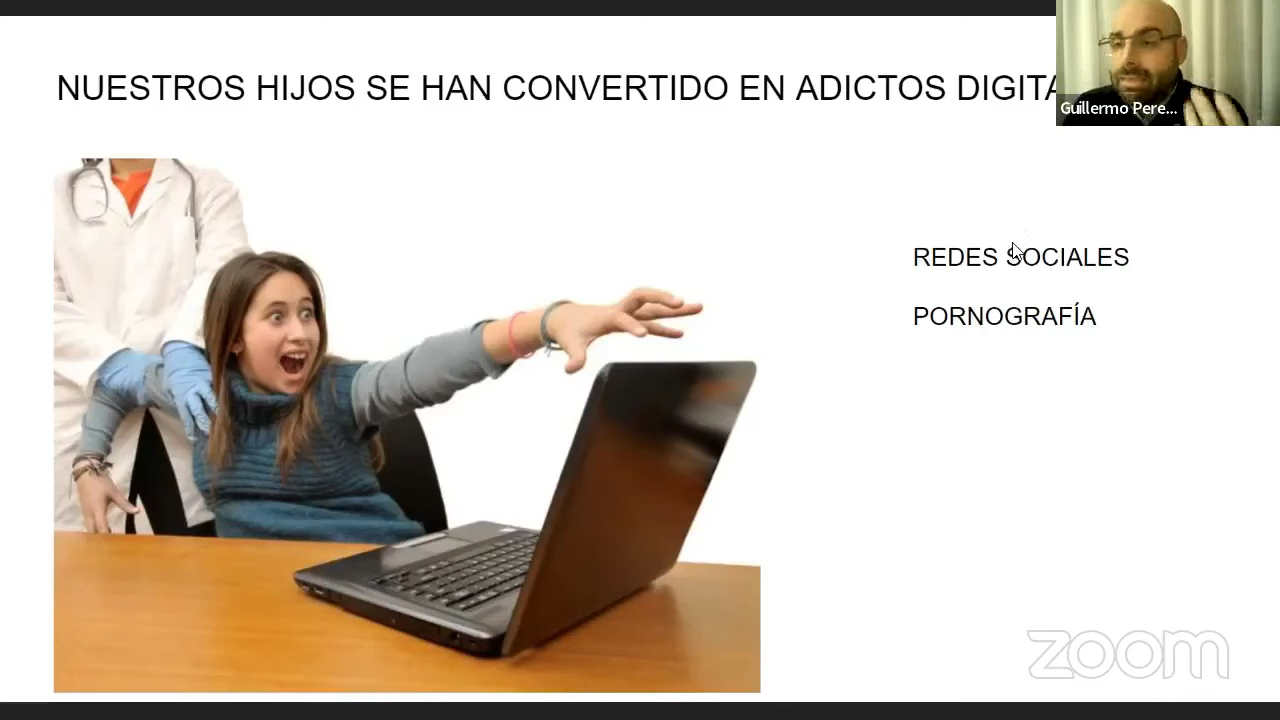 NUESTROS HIJOS SE HAN CONVERTIDO EN ADICTOS DIGITA
Guillermo Pere...
REDES SOCIALES
PORNOGRAFÍA
zoom